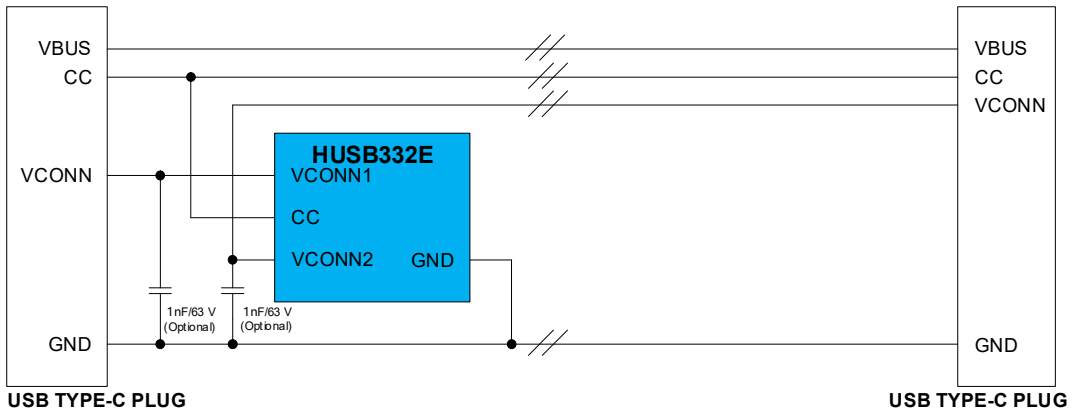 VBUS
CC
VCONN
GND
USB TYPE-C PLUG
HUSB332E
VCONN1
CC
VCONN2
GND
1nF/63 V
(Optional)
1nF/63 V
(Optional)
VBUS
CC
VCONN
GND
USB TYPE-C PLUG